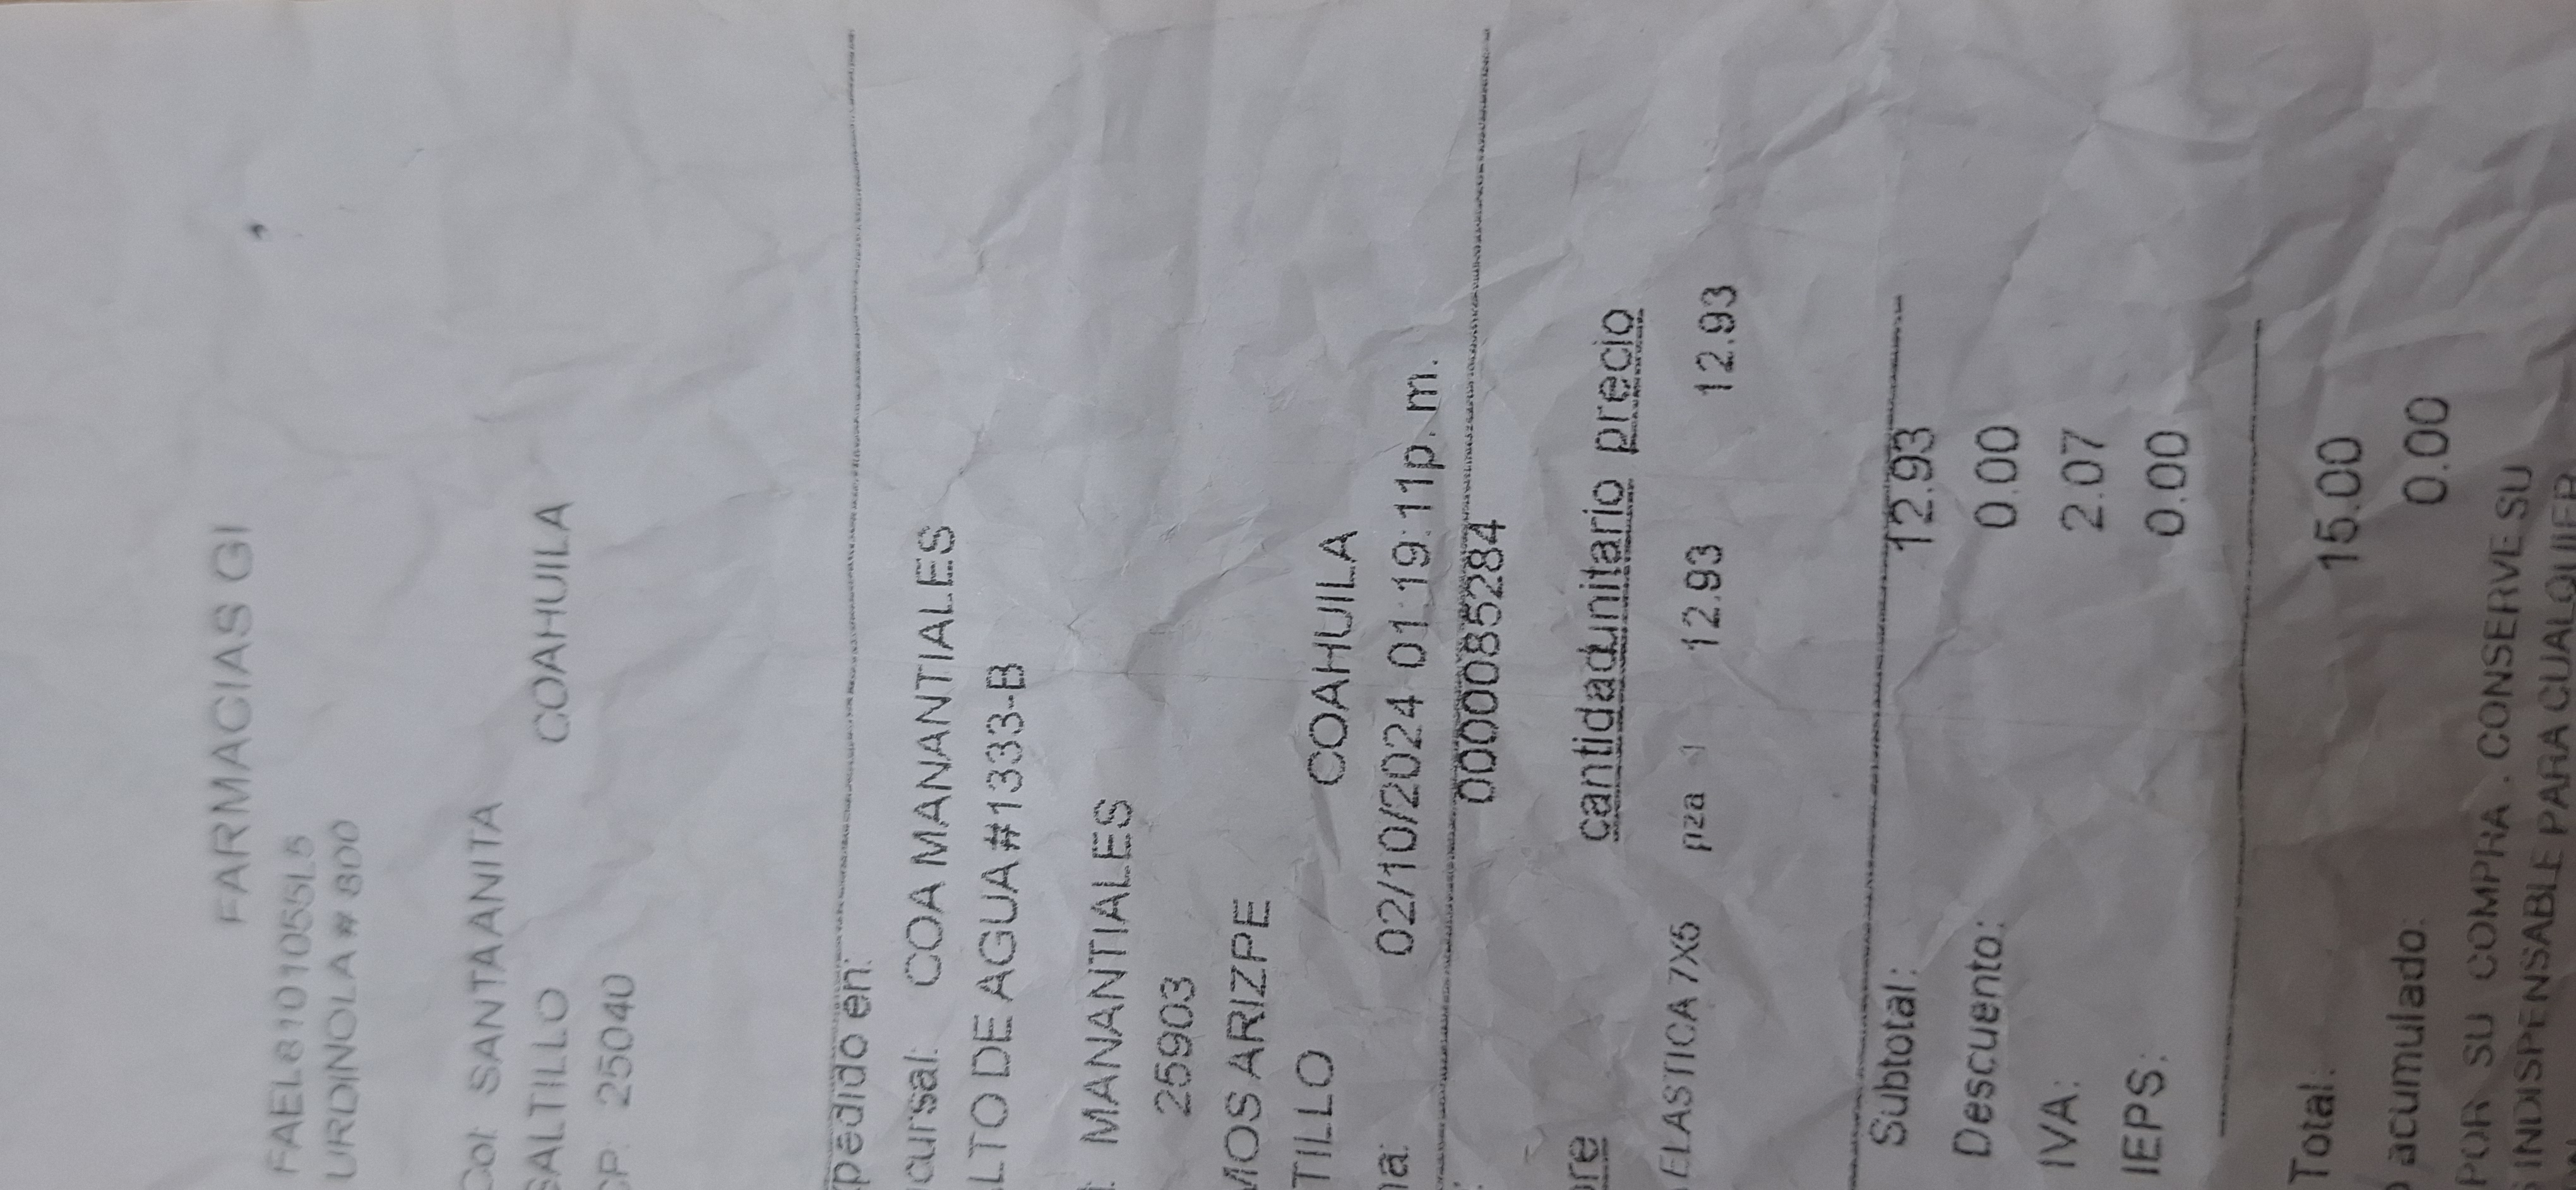 FARMACIAS GI
FAEL8101055L5
URDINOLA # 800
Col: SANTA ANITA
SALTILLO COAHUILA
CP: 25040
pedido en:
cursal: COA MANANTIALES
LTO DE AGUA #1333-B
MANANTIALES
25903
MOS ARIZPE
TILLO COAHUILA
na: 02/10/2024 01:19:11p. m.
0000085284
bre cantidad unitario precio
ELASTICA 7X5 pza 1 12.93 12.93
Subtotal: 12.93
Descuento: 0.00
IVA: 2.07
IEPS: 0.00
Total: 15.00
acumulado: 0.00
POR SU COMPRA . CONSERVE SU
INDISPENSABLE PARA CUALQUIER